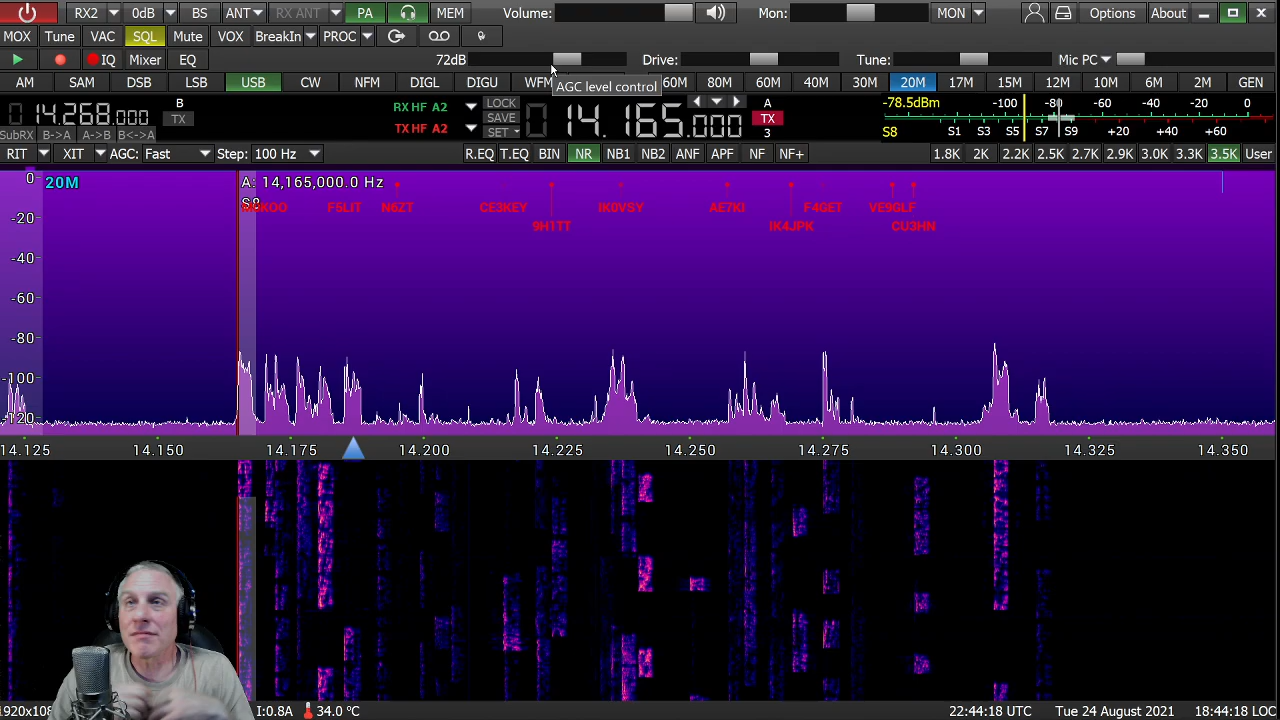 RX2 0dB BS ANT RX ANT PA MEM Volume: Mon: MON Options About
MOX Tune VAC SQL Mute VOX BreakIn PROC
IQ Mixer EQ 72dB Drive: Tune: Mic PC
AM SAM DSB LSB USB CW NFM DIGL DIGU WFM 60M 80M 60M 40M 30M 20M 17M 15M 12M 10M 6M 2M GEN
AGC level control
14.268.000 B TX
SubRX B->A A->B B<->A
RX HF A2
TX HF A2
LOCK
SAVE
SET
14.165.000
A
TX
3
-78.5dBm -100 -80 -60 -40 -20 0
S8 S1 S3 S5 S7 S9 +20 +40 +60
RIT XIT AGC: Fast Step: 100 Hz R.EQ T.EQ BIN NR NB1 NB2 ANF APF NF NF+ 1.8K 2K 2.2K 2.5K 2.7K 2.9K 3.0K 3.3K 3.5K User
0 20M A: 14,165,000.0 Hz
S8
F5LIT N6ZT CE3KEY IK0VSY AE7KI F4GET VE9GLF
9H1TT IK4JPK CU3HN
-20
-40
-60
-80
-100
-120
14.125 14.150 14.175 14.200 14.225 14.250 14.275 14.300 14.325 14.350
1920x108 I:0.8A 34.0 °C 22:44:18 UTC Tue 24 August 2021 18:44:18 LOC